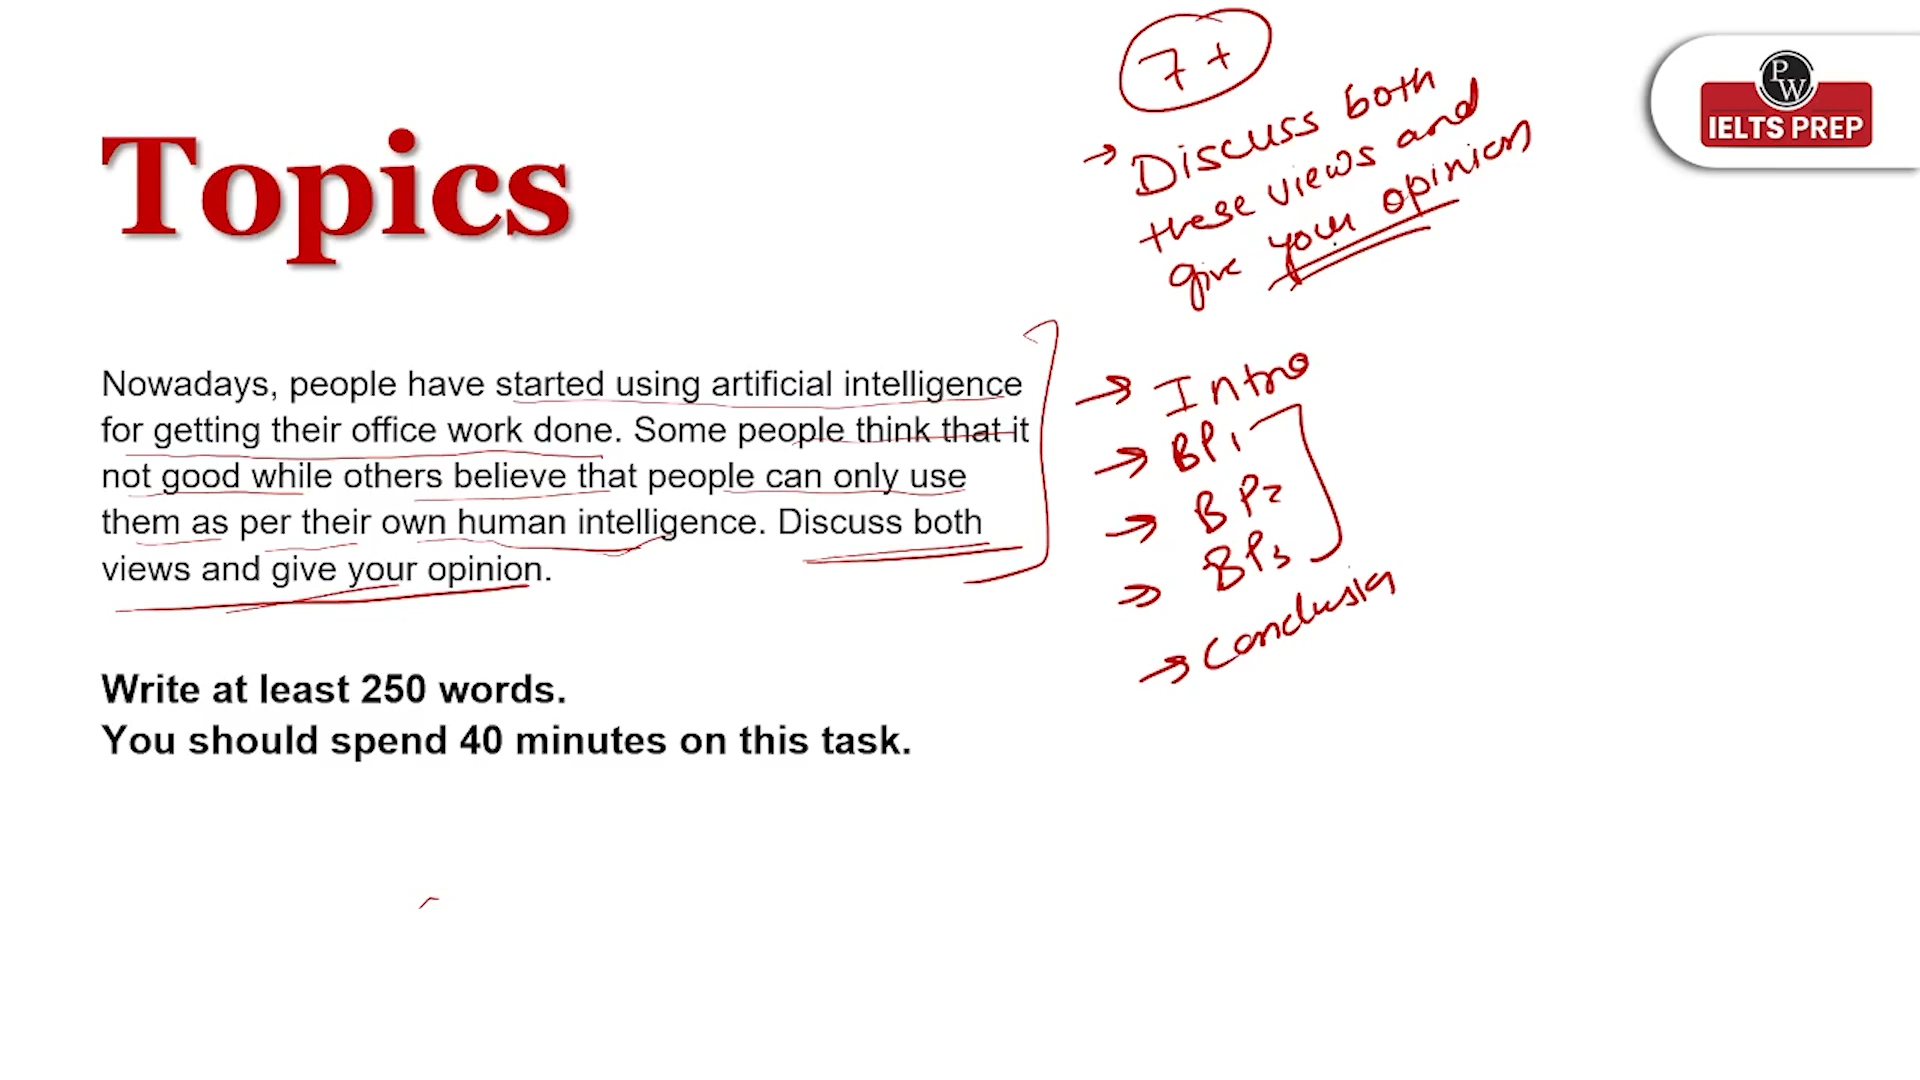 7+
→ Discuss both
these views and
give your opinion
PW
IELTS PREP
Topics
Nowadays, people have started using artificial intelligence
for getting their office work done. Some people think that it
not good while others believe that people can only use
them as per their own human intelligence. Discuss both
views and give your opinion.
Write at least 250 words.
You should spend 40 minutes on this task.
→ Intro
→ BP1
→ BP2
→ BP3
→ Conclusion